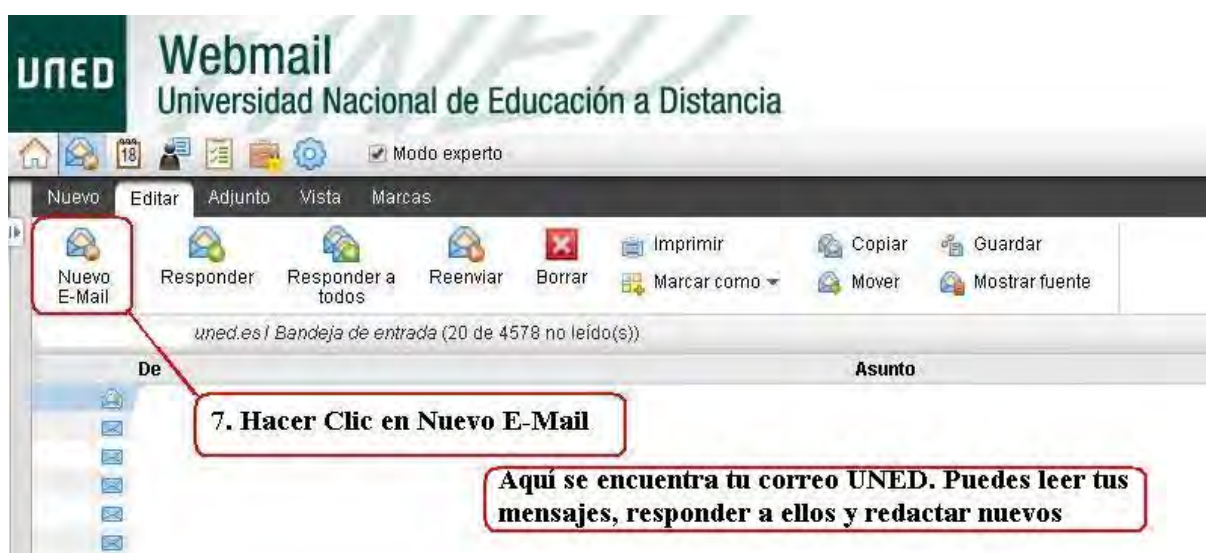 UNED
Webmail
Universidad Nacional de Educación a Distancia
18
Modo experto
Nuevo Editar Adjunto Vista Marcas
Nuevo E-Mail
Responder
Responder a todos
Reenviar
Borrar
Imprimir
Marcar como
Copiar
Mover
Guardar
Mostrar fuente
uned.es / Bandeja de entrada (20 de 4578 no leído(s))
De Asunto
7. Hacer Clic en Nuevo E-Mail
Aquí se encuentra tu correo UNED. Puedes leer tus
mensajes, responder a ellos y redactar nuevos